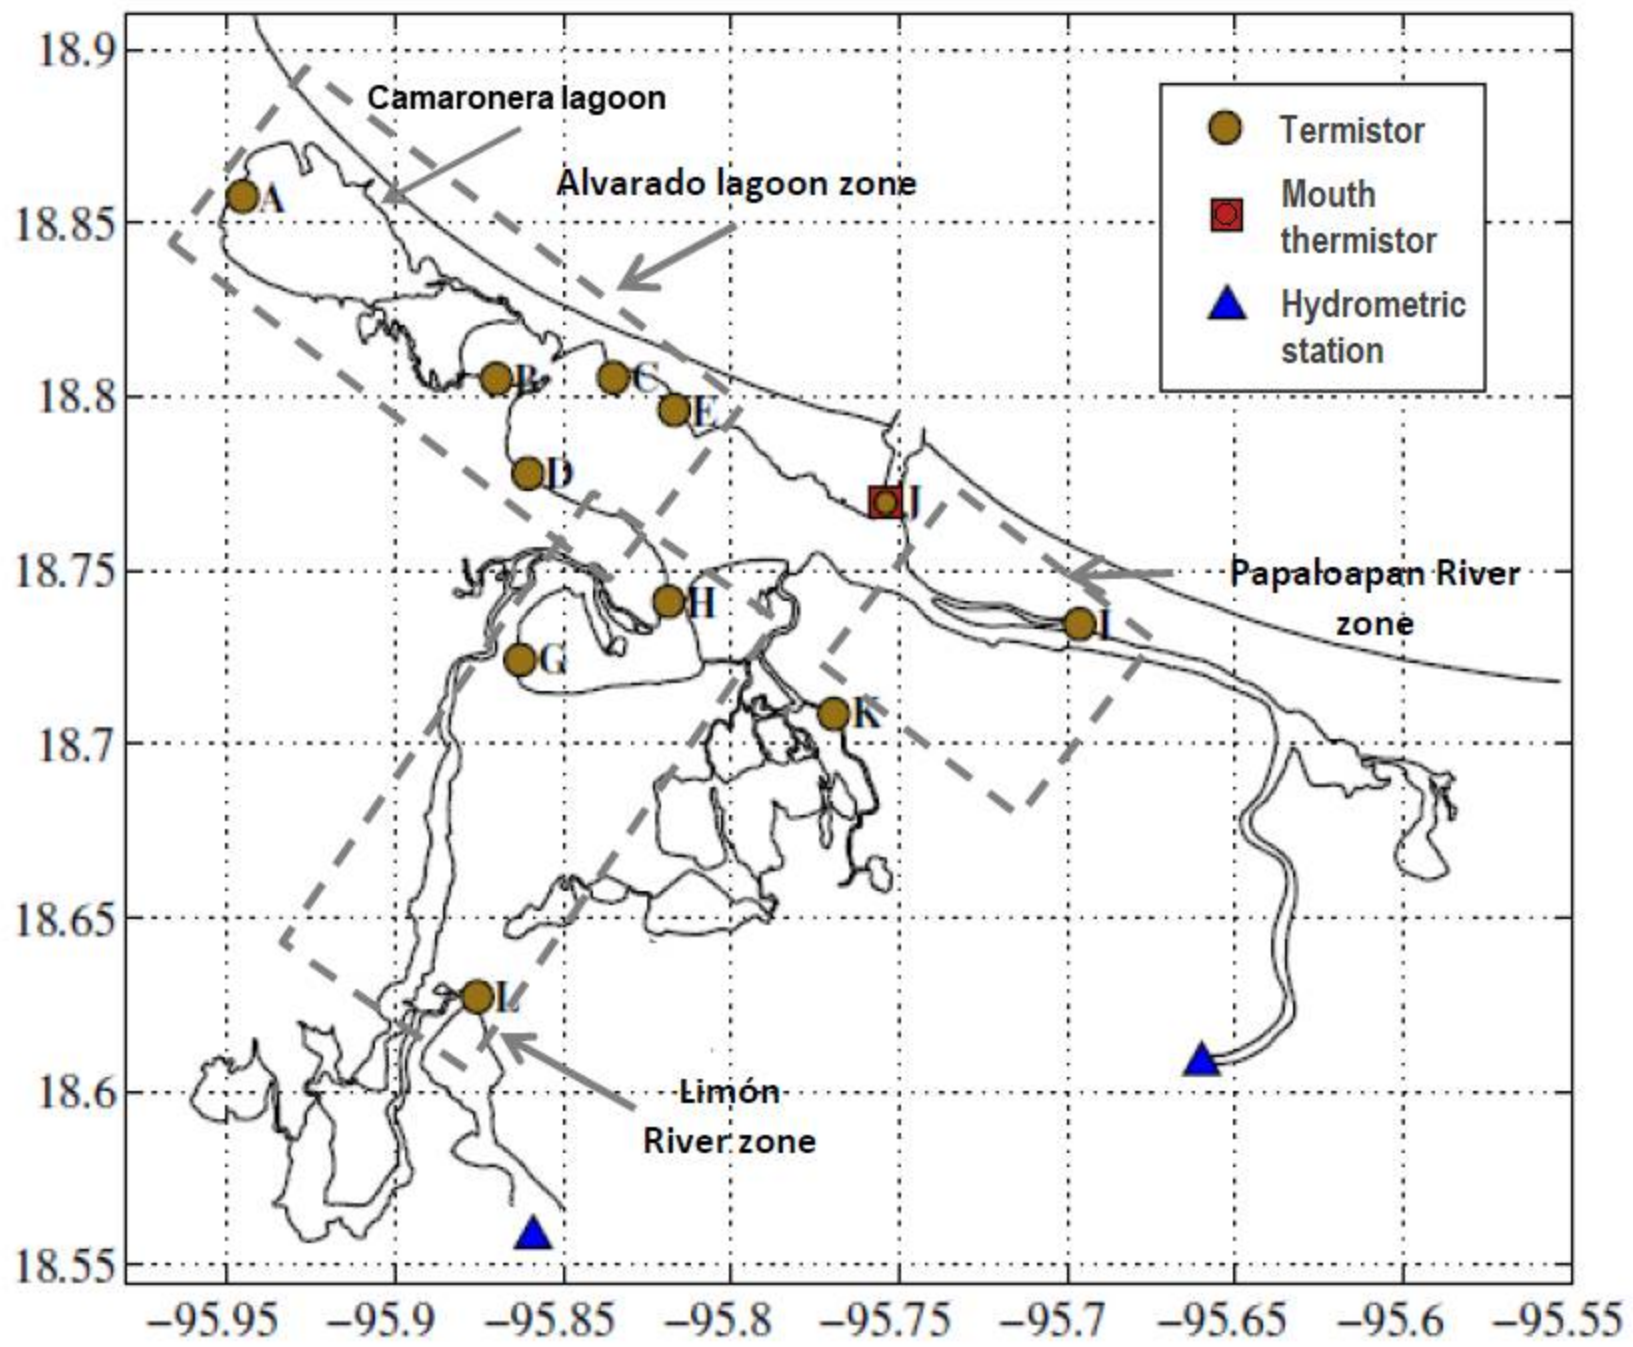 18.9
18.85
18.8
18.75
18.7
18.65
18.6
18.55
Camaronera lagoon
Alvarado lagoon zone
Termistor
Mouth
thermistor
Hydrometric
station
A
B
C
E
D
J
Papaloapan River
zone
I
H
G
K
L
Limón
River zone
−95.95
−95.9
−95.85
−95.8
−95.75
−95.7
−95.65
−95.6
−95.55